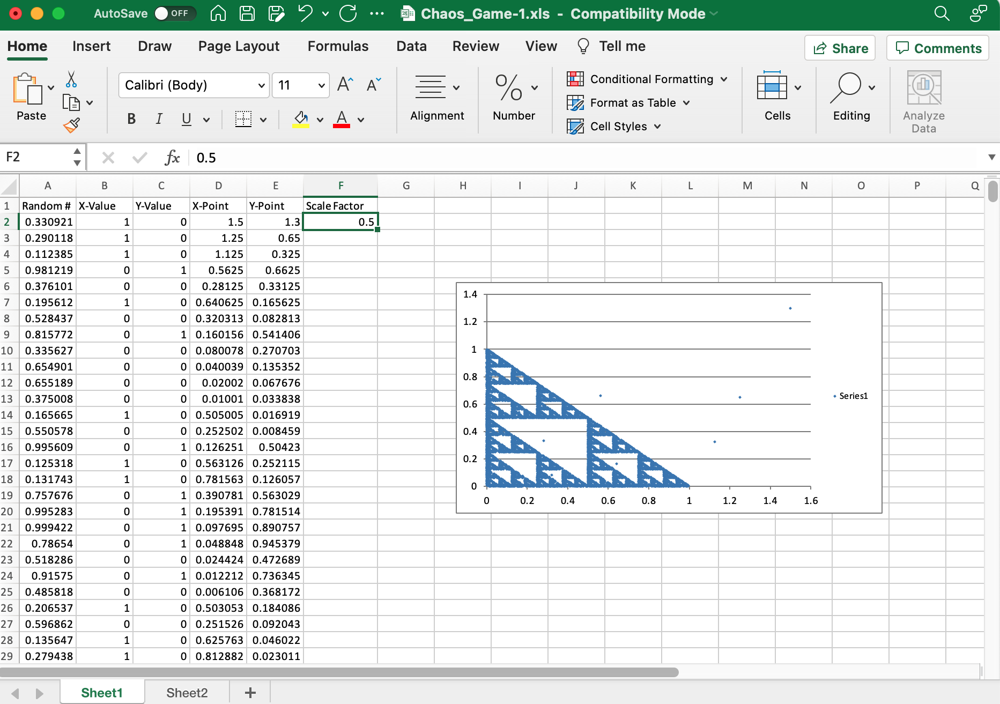 AutoSave OFF Chaos_Game-1.xls - Compatibility Mode
Home Insert Draw Page Layout Formulas Data Review View Tell me Share Comments
Paste
Calibri (Body) 11 A A
B I U A
Alignment
% Number
Conditional Formatting
Format as Table
Cell Styles
Cells
Editing
Analyze
Data
F2 fx 0.5
A B C D E F G H I J K L M N O P Q
1 Random # X-Value Y-Value X-Point Y-Point Scale Factor
2 0.330921 1 0 1.5 1.3 0.5
3 0.290118 1 0 1.25 0.65
4 0.112385 1 0 1.125 0.325
5 0.981219 0 1 0.5625 0.6625
6 0.376101 0 0 0.28125 0.33125
7 0.195612 1 0 0.640625 0.165625
8 0.528437 0 0 0.320313 0.082813
9 0.815772 0 1 0.160156 0.541406
10 0.335627 0 0 0.080078 0.270703
11 0.654901 0 0 0.040039 0.135352
12 0.655189 0 0 0.02002 0.067676
13 0.375008 0 0 0.01001 0.033838
14 0.165665 1 0 0.505005 0.016919
15 0.550578 0 0 0.252502 0.008459
16 0.995609 0 1 0.126251 0.50423
17 0.125318 1 0 0.563126 0.252115
18 0.131743 1 0 0.781563 0.126057
19 0.757676 0 1 0.390781 0.563029
20 0.995283 0 1 0.195391 0.781514
21 0.999422 0 1 0.097695 0.890757
22 0.78654 0 1 0.048848 0.945379
23 0.518286 0 0 0.024424 0.472689
24 0.91575 0 1 0.012212 0.736345
25 0.485818 0 0 0.006106 0.368172
26 0.206537 1 0 0.503053 0.184086
27 0.596862 0 0 0.251526 0.092043
28 0.135647 1 0 0.625763 0.046022
29 0.279438 1 0 0.812882 0.023011
1.4
1.2
1
0.8
0.6
0.4
0.2
0
0 0.2 0.4 0.6 0.8 1 1.2 1.4 1.6
Series1
Sheet1 Sheet2 +